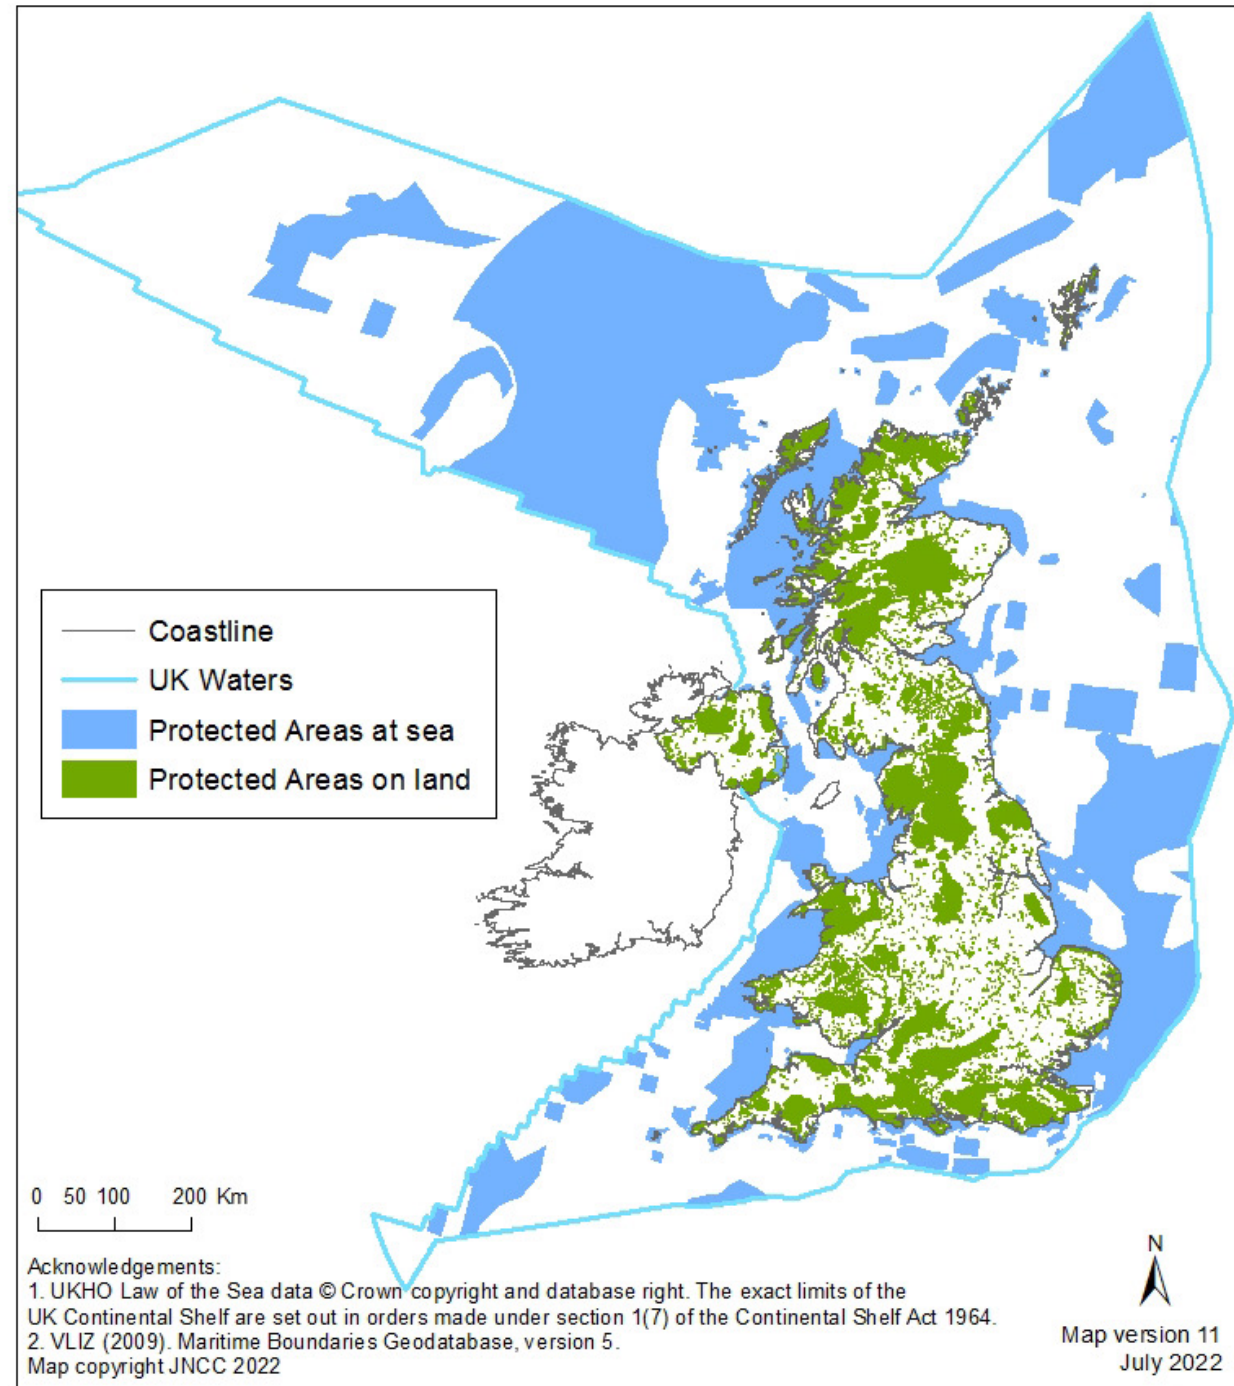 Coastline
UK Waters
Protected Areas at sea
Protected Areas on land
0 50 100 200 Km
Acknowledgements:
1. UKHO Law of the Sea data © Crown copyright and database right. The exact limits of the
UK Continental Shelf are set out in orders made under section 1(7) of the Continental Shelf Act 1964.
2. VLIZ (2009). Maritime Boundaries Geodatabase, version 5.
Map copyright JNCC 2022
N
Map version 11
July 2022